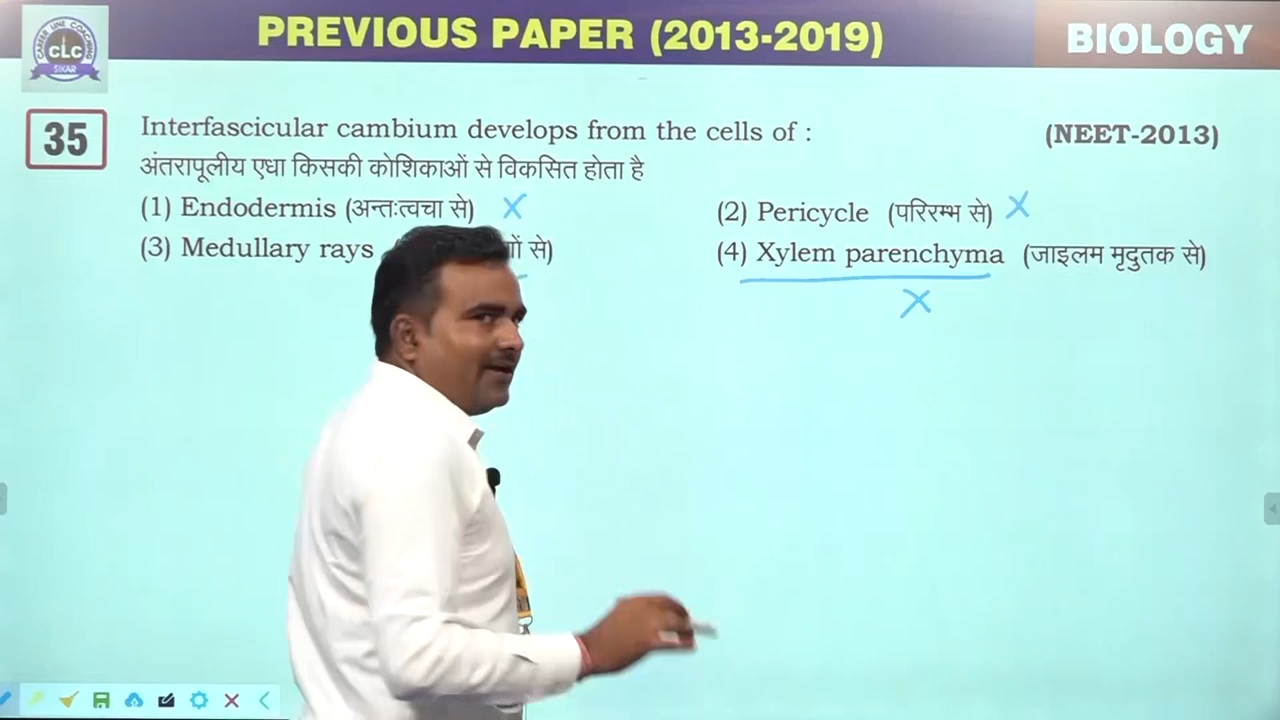 CAREER LINE COACHING
CLC
SIKAR
PREVIOUS PAPER (2013-2019)
BIOLOGY
35
Interfascicular cambium develops from the cells of :
(NEET-2013)
अंतरापूलीय एधा किसकी कोशिकाओं से विकसित होता है
(1) Endodermis (अन्तःत्वचा से)
(2) Pericycle (परिरम्भ से)
(3) Medullary rays से)
(4) Xylem parenchyma (जाइलम मृदुतक से)